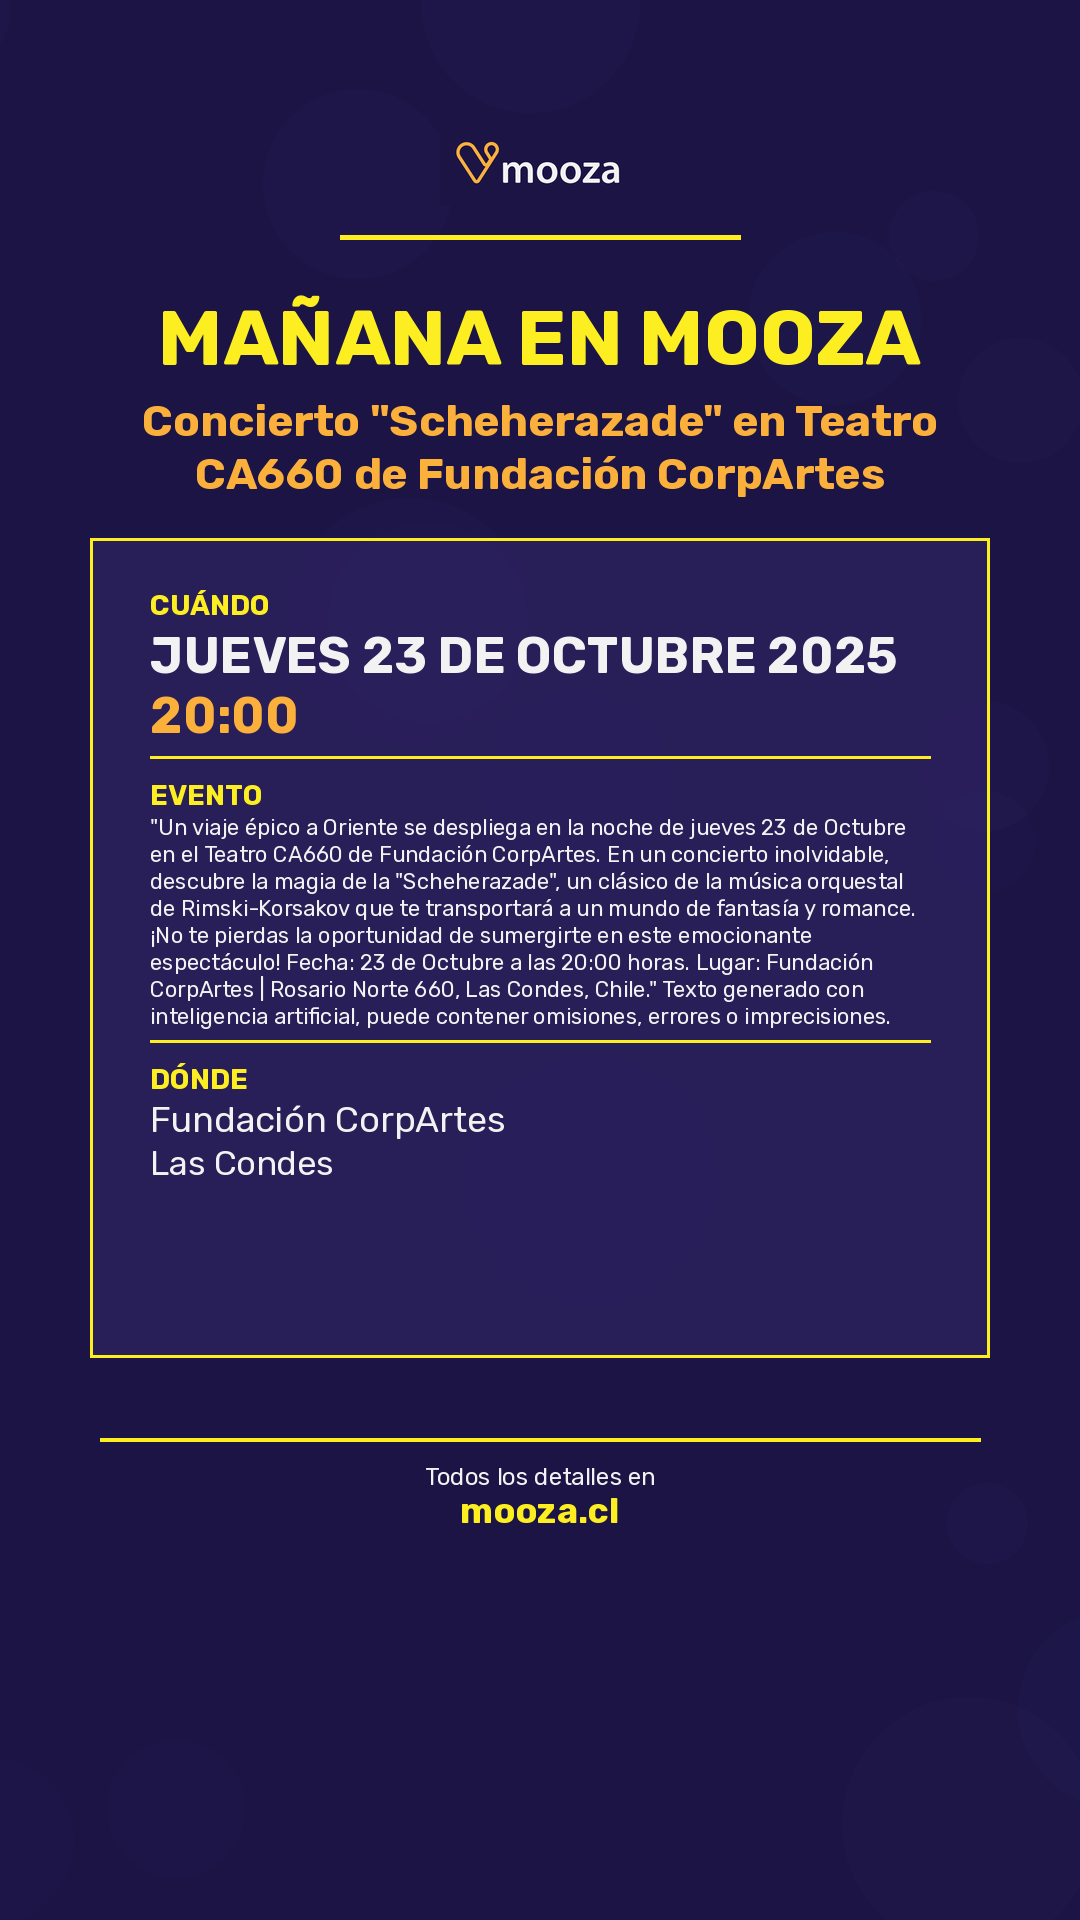 mooza
MAÑANA EN MOOZA
Concierto "Scheherazade" en Teatro
CA660 de Fundación CorpArtes
CUÁNDO
JUEVES 23 DE OCTUBRE 2025
20:00
EVENTO
"Un viaje épico a Oriente se despliega en la noche de jueves 23 de Octubre
en el Teatro CA660 de Fundación CorpArtes. En un concierto inolvidable,
descubre la magia de la "Scheherazade", un clásico de la música orquestal
de Rimski-Korsakov que te transportará a un mundo de fantasía y romance.
¡No te pierdas la oportunidad de sumergirte en este emocionante
espectáculo! Fecha: 23 de Octubre a las 20:00 horas. Lugar: Fundación
CorpArtes | Rosario Norte 660, Las Condes, Chile." Texto generado con
inteligencia artificial, puede contener omisiones, errores o imprecisiones.
DÓNDE
Fundación CorpArtes
Las Condes
Todos los detalles en
mooza.cl